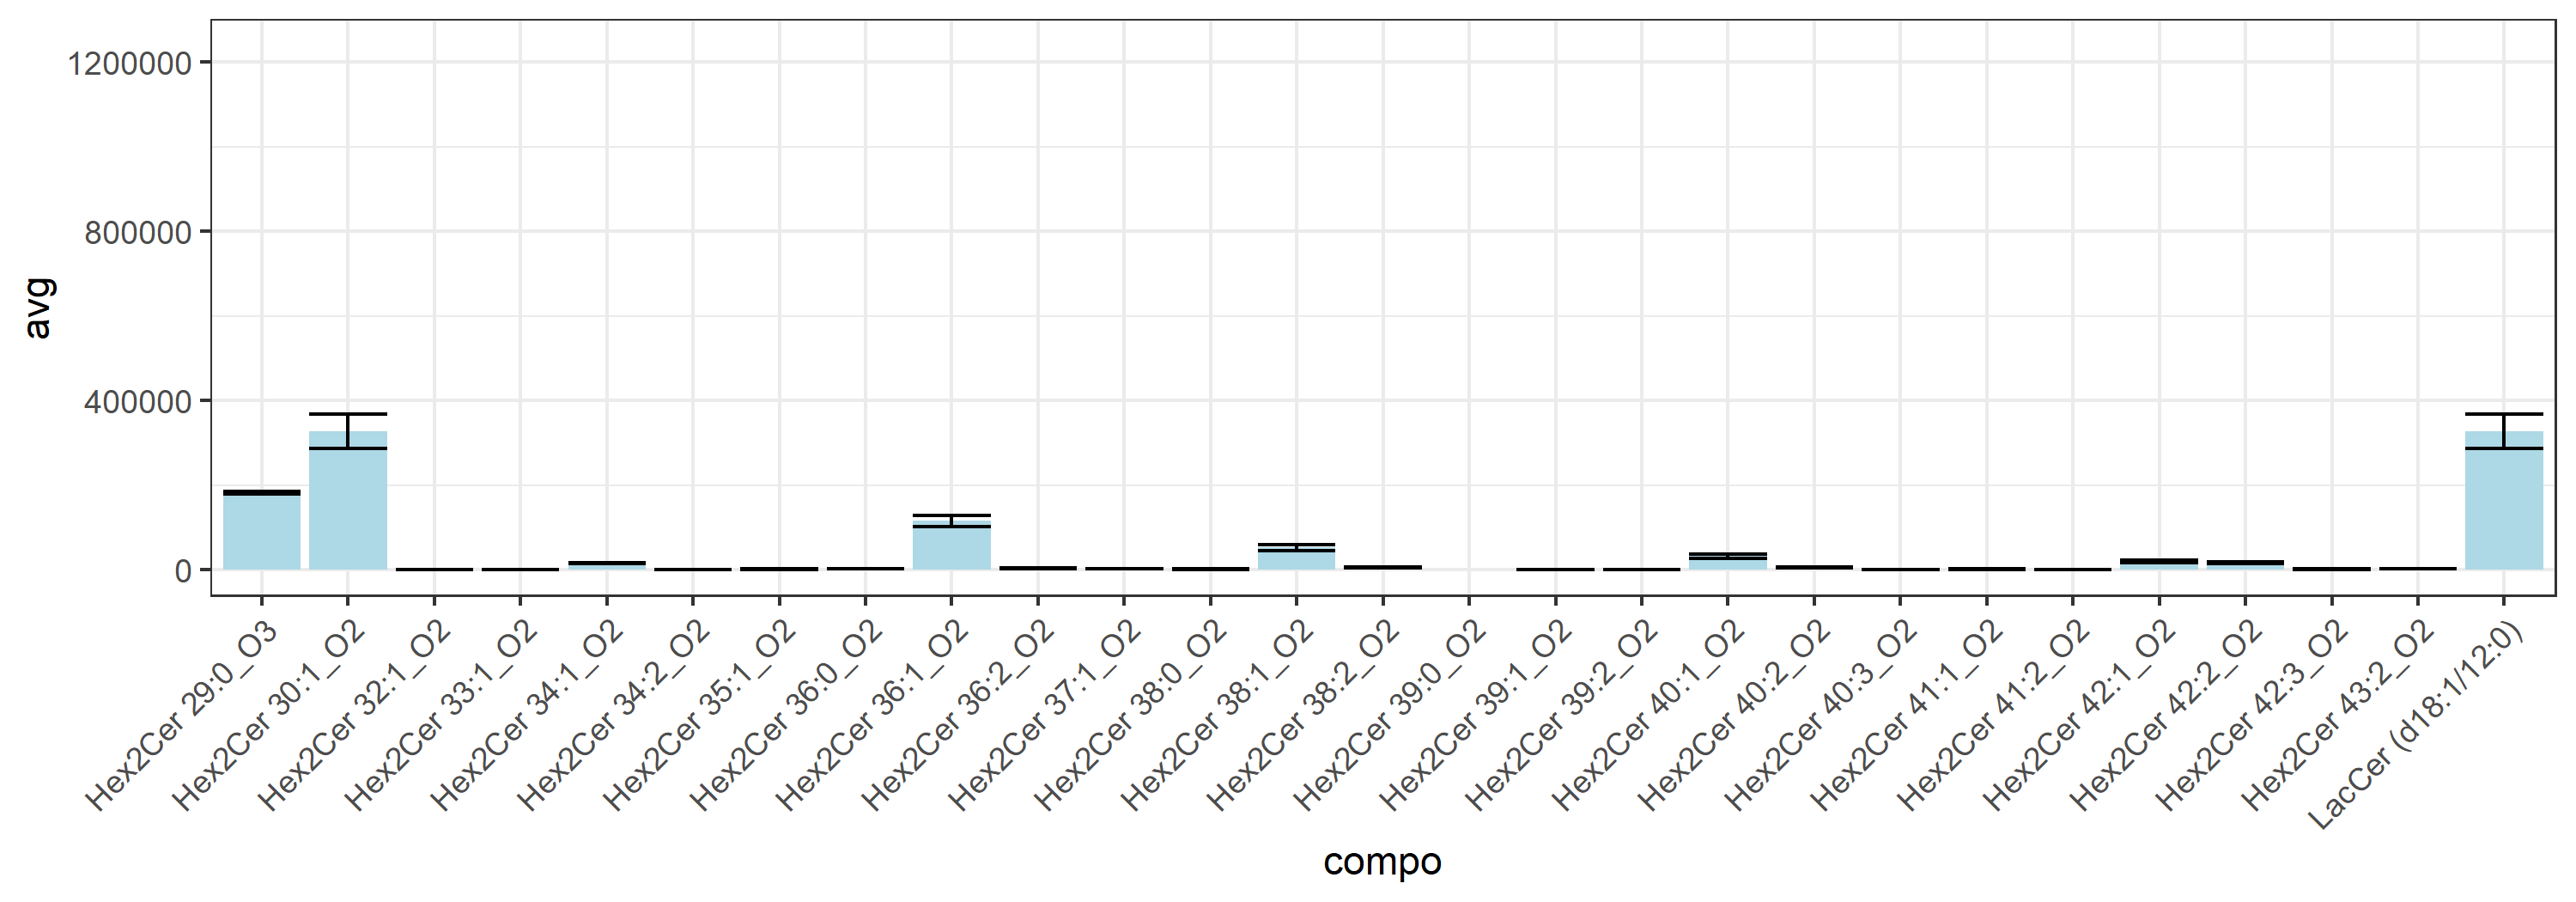 avg
1200000
800000
400000
0
Hex2Cer 29:0_O3
Hex2Cer 30:1_O2
Hex2Cer 32:1_O2
Hex2Cer 33:1_O2
Hex2Cer 34:1_O2
Hex2Cer 34:2_O2
Hex2Cer 35:1_O2
Hex2Cer 36:0_O2
Hex2Cer 36:1_O2
Hex2Cer 36:2_O2
Hex2Cer 37:1_O2
Hex2Cer 38:0_O2
Hex2Cer 38:1_O2
Hex2Cer 38:2_O2
Hex2Cer 39:0_O2
Hex2Cer 39:1_O2
Hex2Cer 39:2_O2
Hex2Cer 40:1_O2
Hex2Cer 40:2_O2
Hex2Cer 40:3_O2
Hex2Cer 41:1_O2
Hex2Cer 41:2_O2
Hex2Cer 42:1_O2
Hex2Cer 42:2_O2
Hex2Cer 42:3_O2
Hex2Cer 43:2_O2
LacCer (d18:1/12:0)
compo